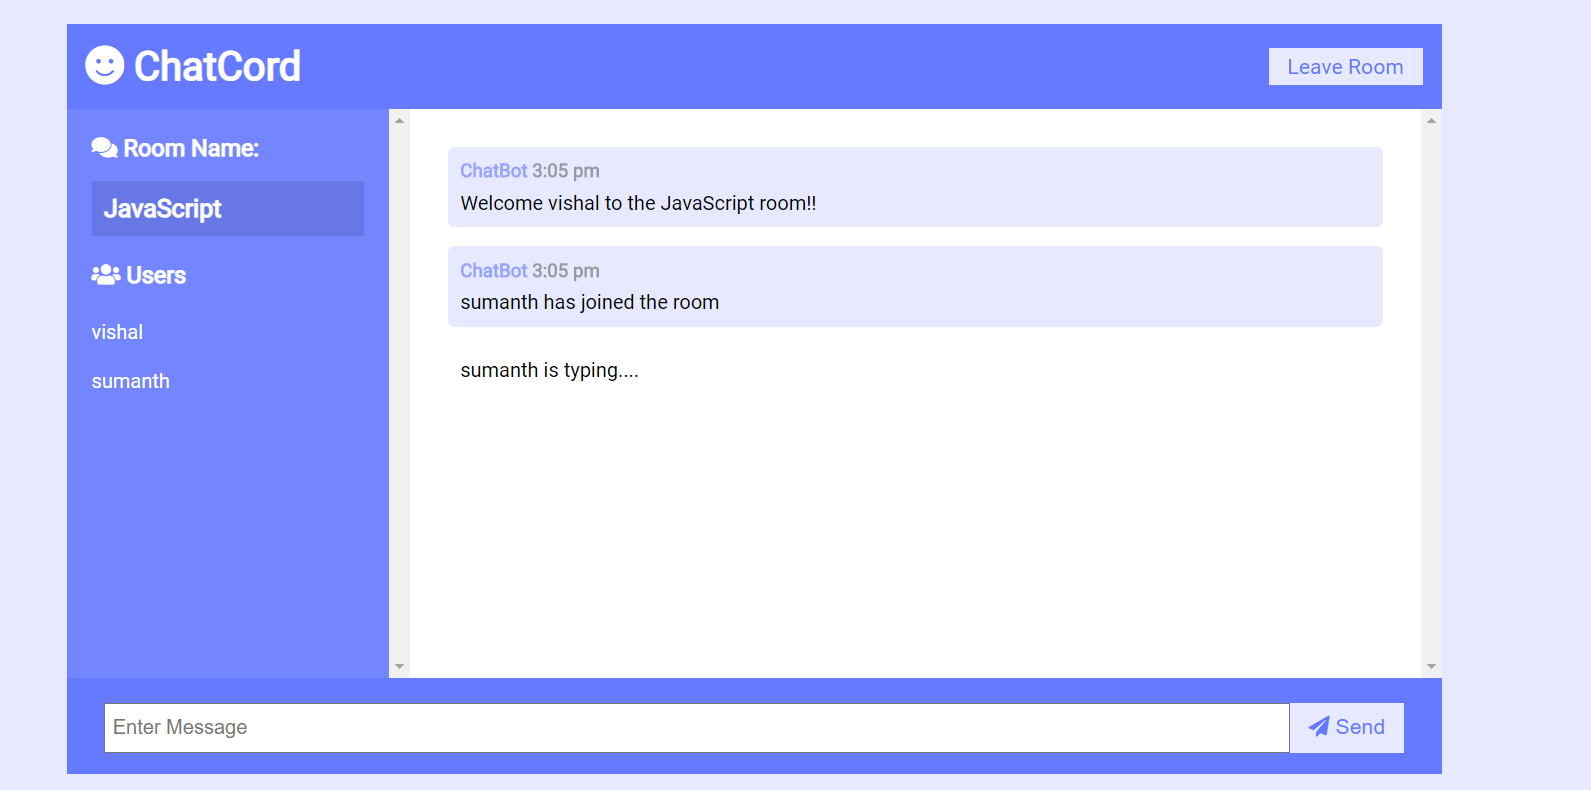 ChatCord
Leave Room
Room Name:
JavaScript
Users
vishal
sumanth
ChatBot 3:05 pm
Welcome vishal to the JavaScript room!!
ChatBot 3:05 pm
sumanth has joined the room
sumanth is typing....
Enter Message
Send